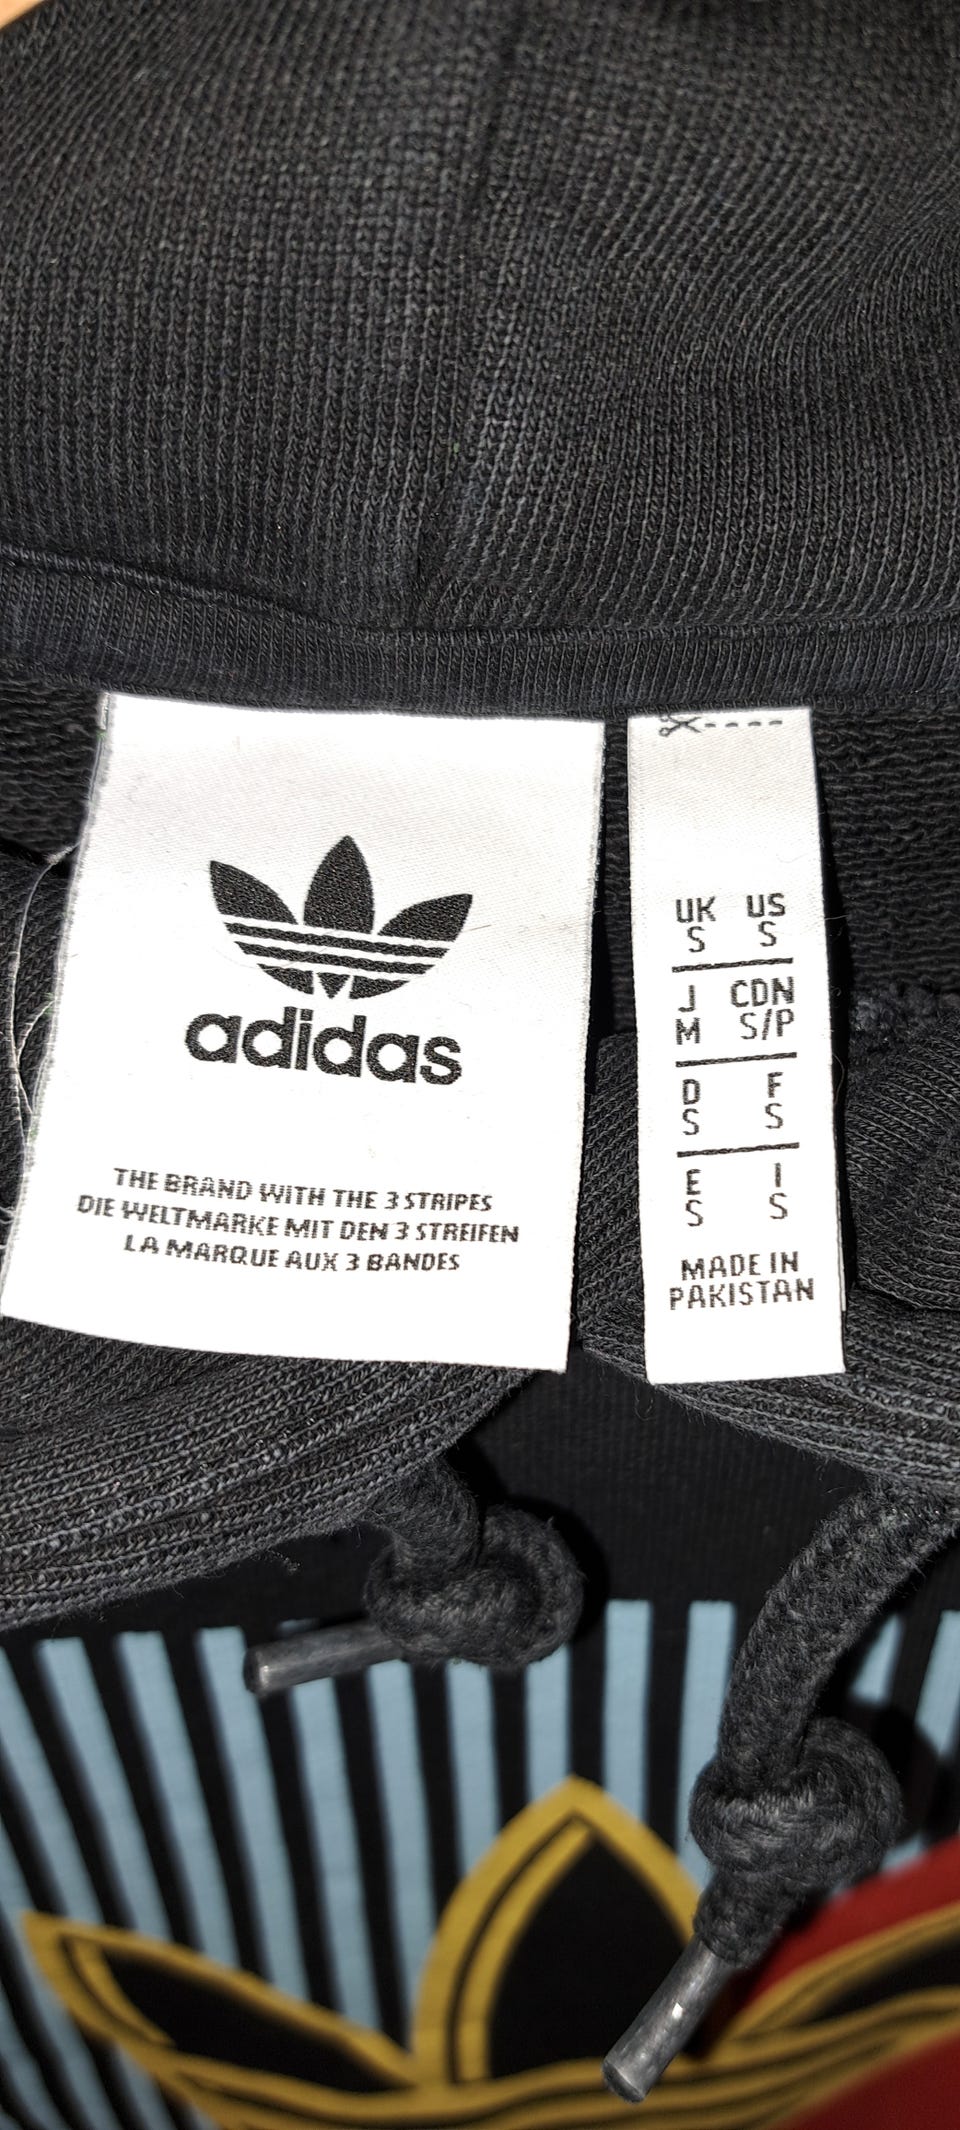 adidas
THE BRAND WITH THE 3 STRIPES
DIE WELTMARKE MIT DEN 3 STREIFEN
LA MARQUE AUX 3 BANDES
UK US
S S
J CDN
M S/P
D F
S S
E I
S S
MADE IN
PAKISTAN